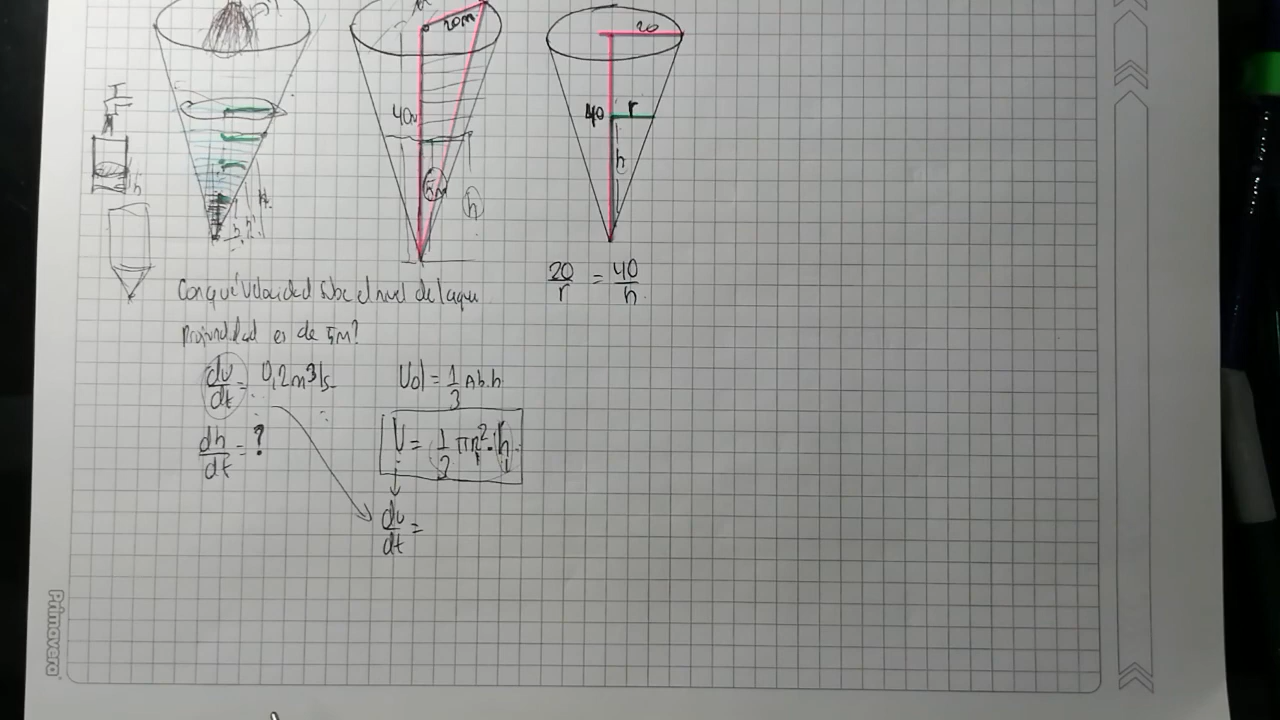 20m
40
5m
h
20
40
r
h
h
20/r = 40/h
Con qué velocidad sube el nivel del agua
profundidad es de 5m?
dv/dt = 0,2m³/s
Vol = 1/3 Ab.h
dh/dt = ?
V = 1/3 πr²·h
dv/dt =
Primavera